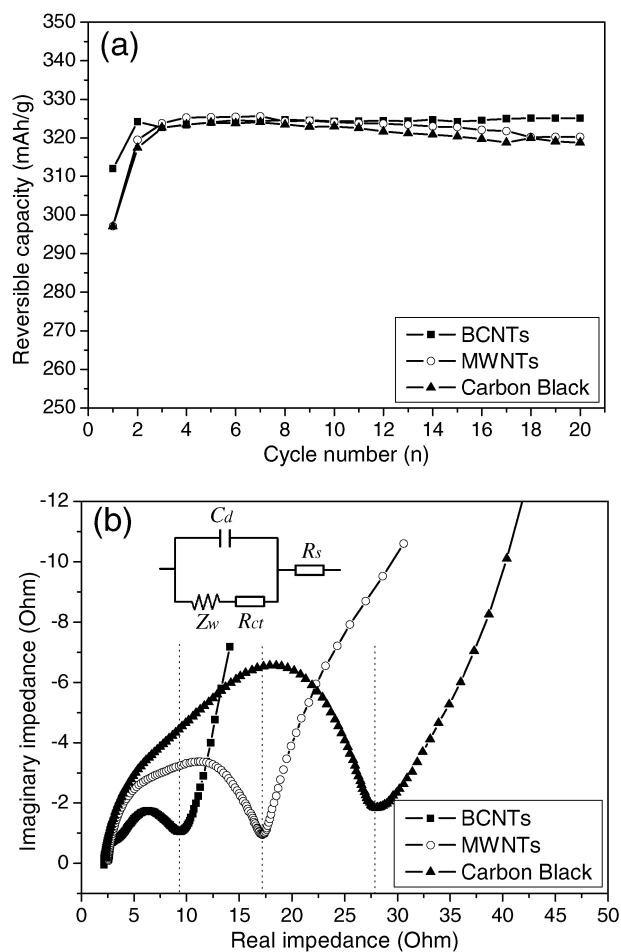 (a)
350
340
330
320
310
300
290
280
270
260
250
Reversible capacity (mAh/g)
BCNTs
MWNTs
Carbon Black
0 2 4 6 8 10 12 14 16 18 20
Cycle number (n)
(b)
-12
-10
-8
-6
-4
-2
0
Imaginary impedance (Ohm)
Cd
Rs
Zw
Rct
BCNTs
MWNTs
Carbon Black
0 5 10 15 20 25 30 35 40 45 50
Real impedance (Ohm)